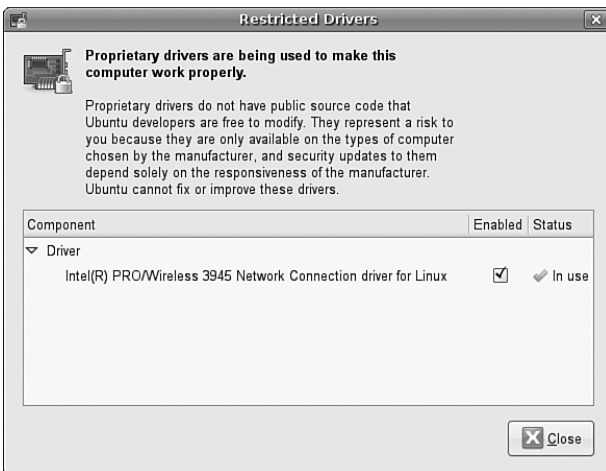 Restricted Drivers
Proprietary drivers are being used to make this
computer work properly.
Proprietary drivers do not have public source code that
Ubuntu developers are free to modify. They represent a risk to
you because they are only available on the types of computer
chosen by the manufacturer, and security updates to them
depend solely on the responsiveness of the manufacturer.
Ubuntu cannot fix or improve these drivers.
Component Enabled Status
Driver
Intel(R) PRO/Wireless 3945 Network Connection driver for Linux In use
Close